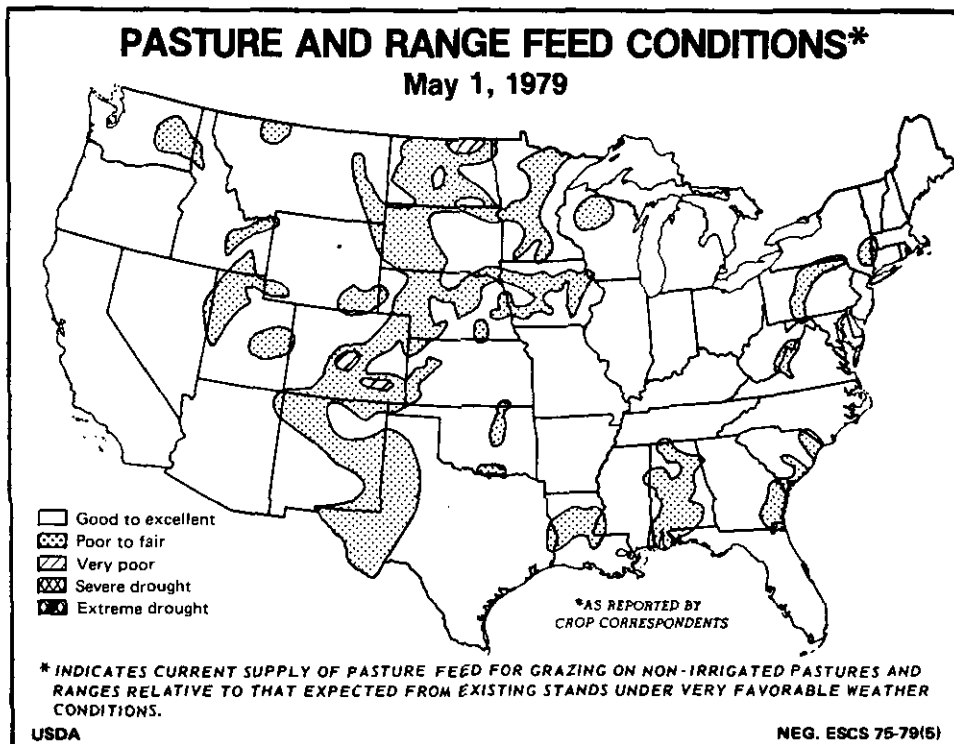 PASTURE AND RANGE FEED CONDITIONS*
May 1, 1979
Good to excellent
Poor to fair
Very poor
Severe drought
Extreme drought
*AS REPORTED BY
CROP CORRESPONDENTS
* INDICATES CURRENT SUPPLY OF PASTURE FEED FOR GRAZING ON NON-IRRIGATED PASTURES AND
RANGES RELATIVE TO THAT EXPECTED FROM EXISTING STANDS UNDER VERY FAVORABLE WEATHER
CONDITIONS.
USDA NEG. ESCS 75-79(5)